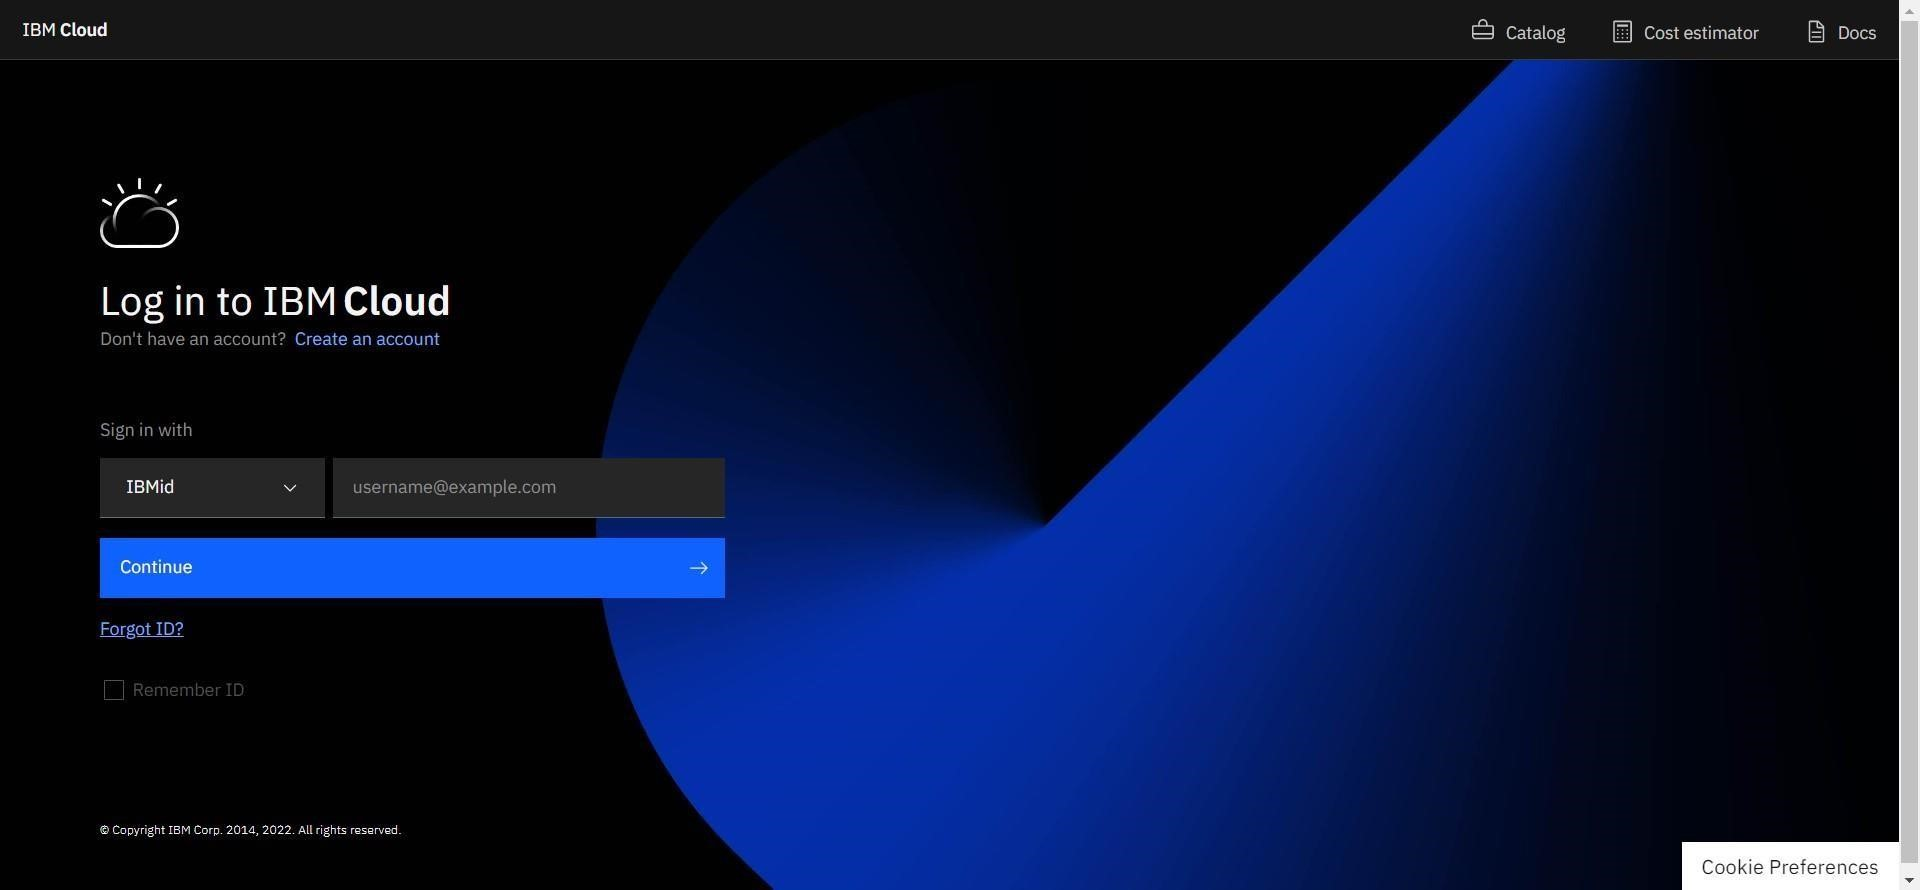 IBM Cloud
Catalog
Cost estimator
Docs
Log in to IBM Cloud
Don't have an account? Create an account
Sign in with
IBMid
username@example.com
Continue
Forgot ID?
Remember ID
© Copyright IBM Corp. 2014, 2022. All rights reserved.
Cookie Preferences